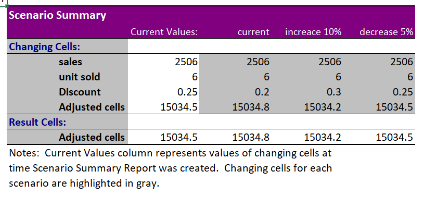 Scenario Summary
Current Values: current increace 10% decrease 5%
Changing Cells:
sales 2506 2506 2506 2506
unit sold 6 6 6 6
Discount 0.25 0.2 0.3 0.25
Adjusted cells 15034.5 15034.8 15034.2 15034.5
Result Cells:
Adjusted cells 15034.5 15034.8 15034.2 15034.5
Notes: Current Values column represents values of changing cells at
time Scenario Summary Report was created. Changing cells for each
scenario are highlighted in gray.